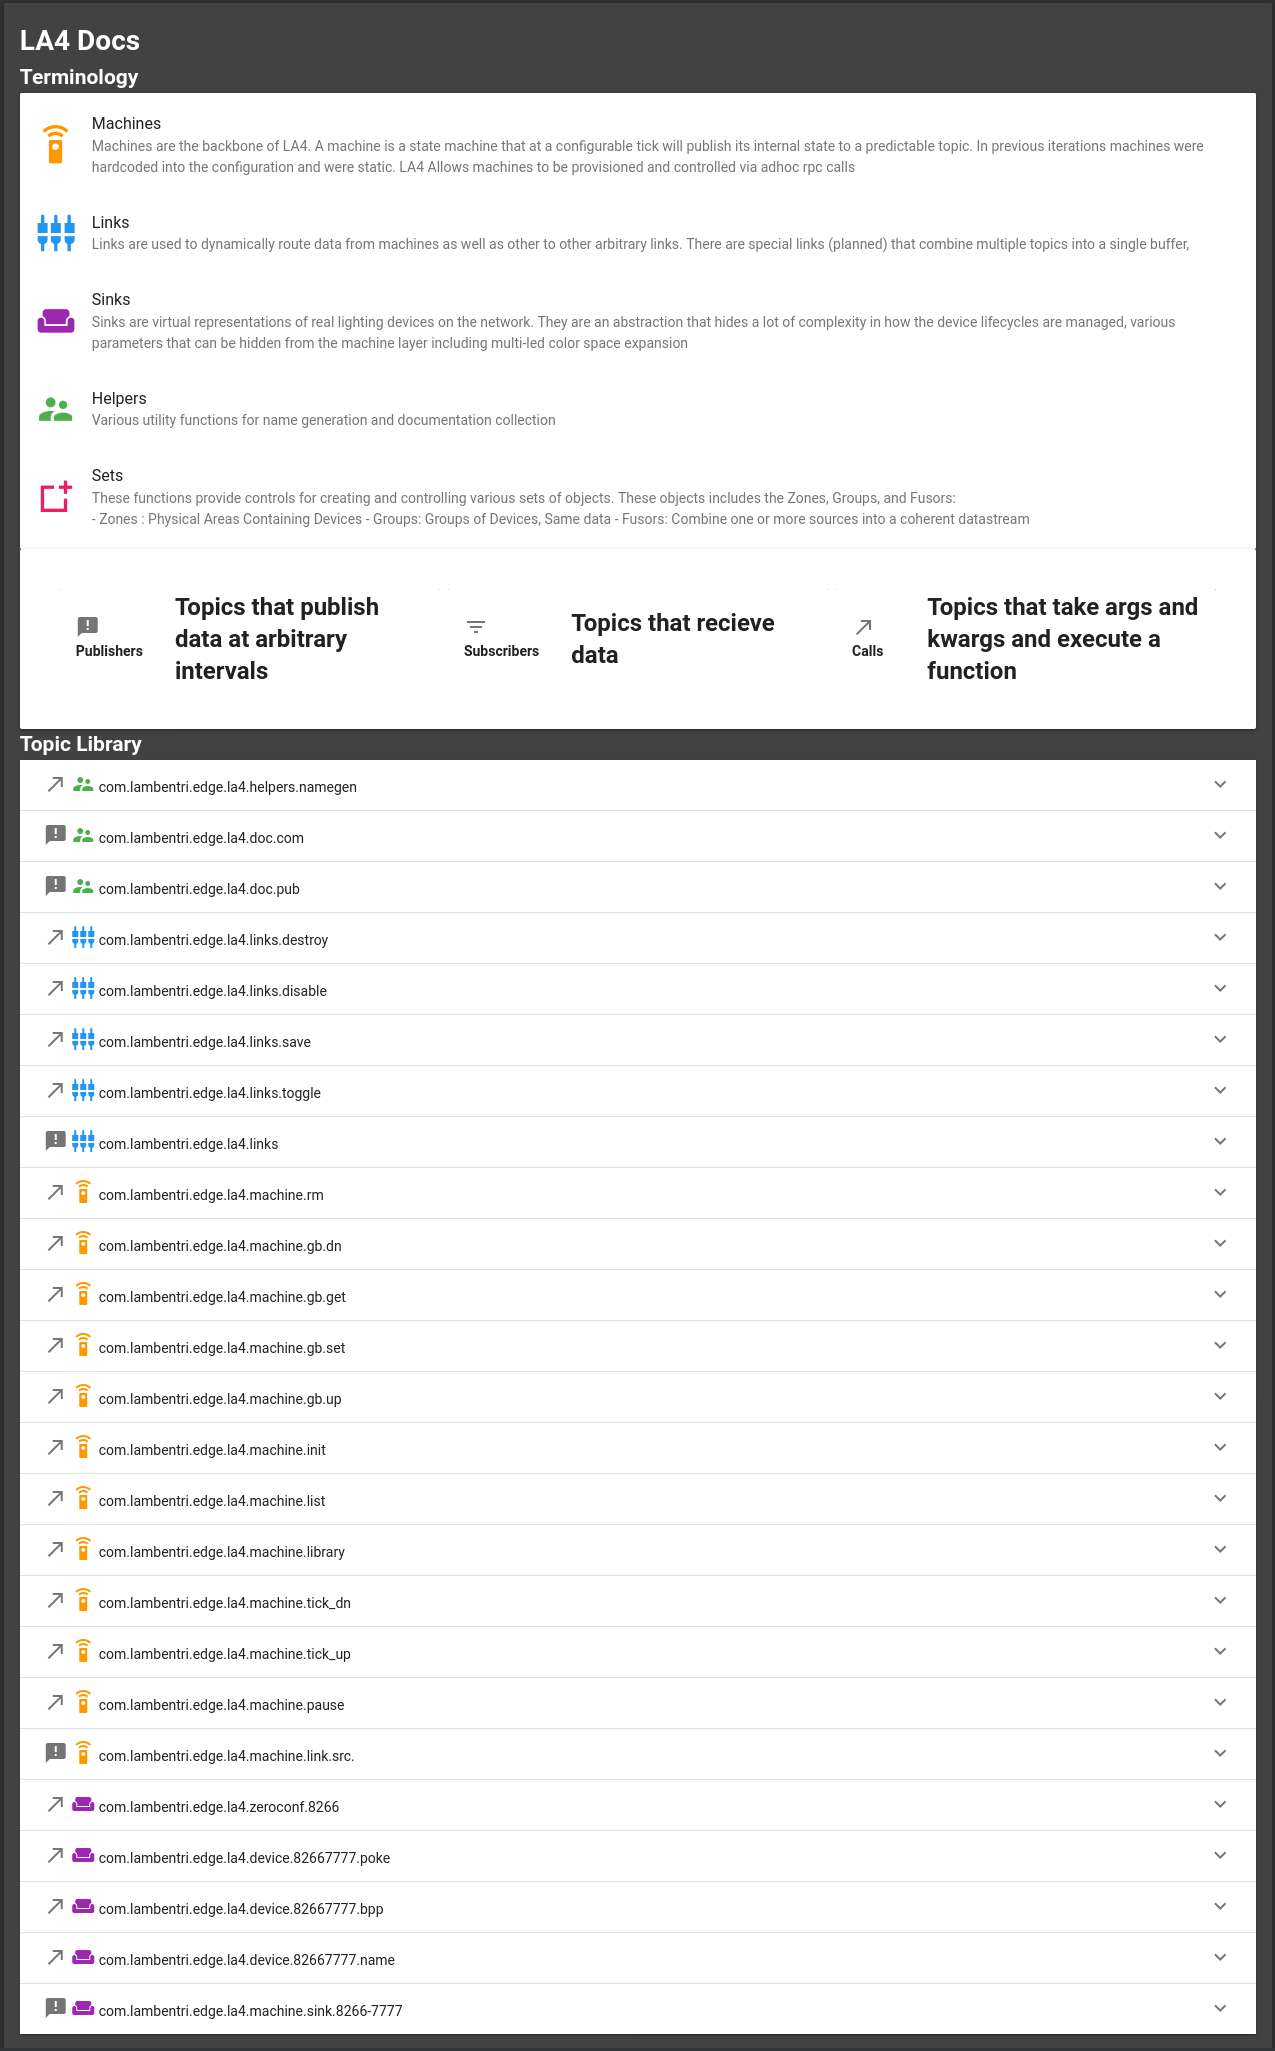 LA4 Docs
Terminology
Machines
Machines are the backbone of LA4. A machine is a state machine that at a configurable tick will publish its internal state to a predictable topic. In previous iterations machines were
hardcoded into the configuration and were static. LA4 Allows machines to be provisioned and controlled via adhoc rpc calls
Links
Links are used to dynamically route data from machines as well as other to other arbitrary links. There are special links (planned) that combine multiple topics into a single buffer,
Sinks
Sinks are virtual representations of real lighting devices on the network. They are an abstraction that hides a lot of complexity in how the device lifecycles are managed, various
parameters that can be hidden from the machine layer including multi-led color space expansion
Helpers
Various utility functions for name generation and documentation collection
Sets
These functions provide controls for creating and controlling various sets of objects. These objects includes the Zones, Groups, and Fusors:
- Zones : Physical Areas Containing Devices - Groups: Groups of Devices, Same data - Fusors: Combine one or more sources into a coherent datastream
Publishers
Topics that publish
data at arbitrary
intervals
Subscribers
Topics that recieve
data
Calls
Topics that take args and
kwargs and execute a
function
Topic Library
com.lambentri.edge.la4.helpers.namegen
com.lambentri.edge.la4.doc.com
com.lambentri.edge.la4.doc.pub
com.lambentri.edge.la4.links.destroy
com.lambentri.edge.la4.links.disable
com.lambentri.edge.la4.links.save
com.lambentri.edge.la4.links.toggle
com.lambentri.edge.la4.links
com.lambentri.edge.la4.machine.rm
com.lambentri.edge.la4.machine.gb.dn
com.lambentri.edge.la4.machine.gb.get
com.lambentri.edge.la4.machine.gb.set
com.lambentri.edge.la4.machine.gb.up
com.lambentri.edge.la4.machine.init
com.lambentri.edge.la4.machine.list
com.lambentri.edge.la4.machine.library
com.lambentri.edge.la4.machine.tick_dn
com.lambentri.edge.la4.machine.tick_up
com.lambentri.edge.la4.machine.pause
com.lambentri.edge.la4.machine.link.src.
com.lambentri.edge.la4.zeroconf.8266
com.lambentri.edge.la4.device.82667777.poke
com.lambentri.edge.la4.device.82667777.bpp
com.lambentri.edge.la4.device.82667777.name
com.lambentri.edge.la4.machine.sink.8266-7777